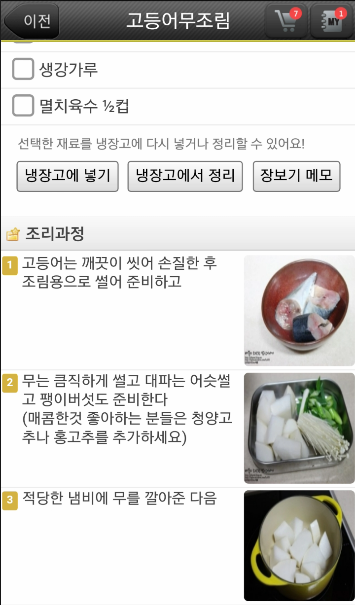 이전
고등어무조림
7
MY
1
생강가루
멸치육수 ½컵
선택한 재료를 냉장고에 다시 넣거나 정리할 수 있어요!
냉장고에 넣기
냉장고에서 정리
장보기 메모
조리과정
1 고등어는 깨끗이 씻어 손질한 후
조림용으로 썰어 준비하고
2 무는 큼직하게 썰고 대파는 어슷썰
고 팽이버섯도 준비한다
(매콤한것 좋아하는 분들은 청양고
추나 홍고추를 추가하세요)
3 적당한 냄비에 무를 깔아준 다음